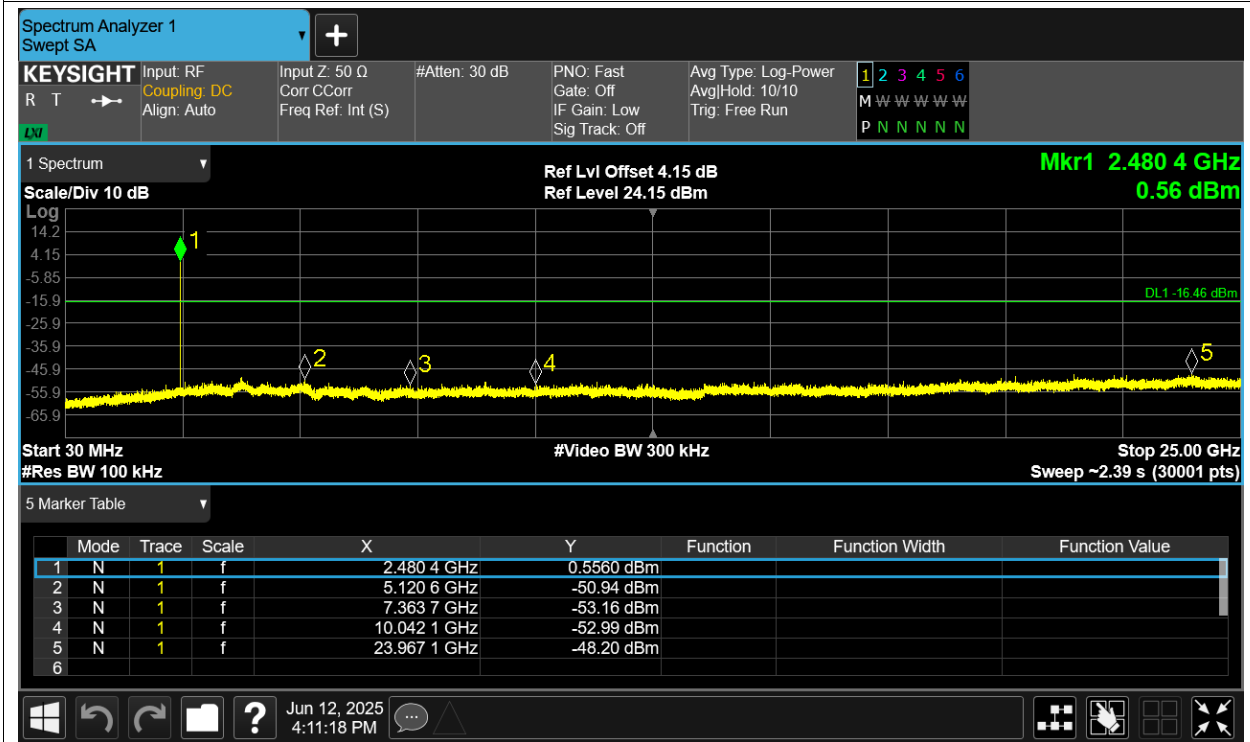 Spectrum Analyzer 1
Swept SA
KEYSIGHT
R T
LXI
Input: RF
Coupling: DC
Align: Auto
Input Z: 50 Ω
Corr CCorr
Freq Ref: Int (S)
#Atten: 30 dB
PNO: Fast
Gate: Off
IF Gain: Low
Sig Track: Off
Avg Type: Log-Power
Avg|Hold: 10/10
Trig: Free Run
1 2 3 4 5 6
M W W W W W
P N N N N N
1 Spectrum
Scale/Div 10 dB
Ref Lvl Offset 4.15 dB
Ref Level 24.15 dBm
Mkr1 2.480 4 GHz
0.56 dBm
Log
14.2
4.15
-5.85
-15.9
-25.9
-35.9
-45.9
-55.9
-65.9
1
2
3
4
5
DL1 -16.46 dBm
Start 30 MHz
#Res BW 100 kHz
#Video BW 300 kHz
Stop 25.00 GHz
Sweep ~2.39 s (30001 pts)
5 Marker Table
Mode Trace Scale X Y Function Function Width Function Value
1 N 1 f 2.480 4 GHz 0.5560 dBm
2 N 1 f 5.120 6 GHz -50.94 dBm
3 N 1 f 7.363 7 GHz -53.16 dBm
4 N 1 f 10.042 1 GHz -52.99 dBm
5 N 1 f 23.967 1 GHz -48.20 dBm
6
?
Jun 12, 2025
4:11:18 PM